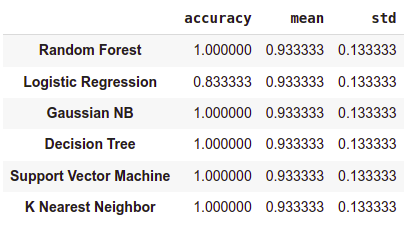 accuracy mean std
Random Forest 1.000000 0.933333 0.133333
Logistic Regression 0.833333 0.933333 0.133333
Gaussian NB 1.000000 0.933333 0.133333
Decision Tree 1.000000 0.933333 0.133333
Support Vector Machine 1.000000 0.933333 0.133333
K Nearest Neighbor 1.000000 0.933333 0.133333